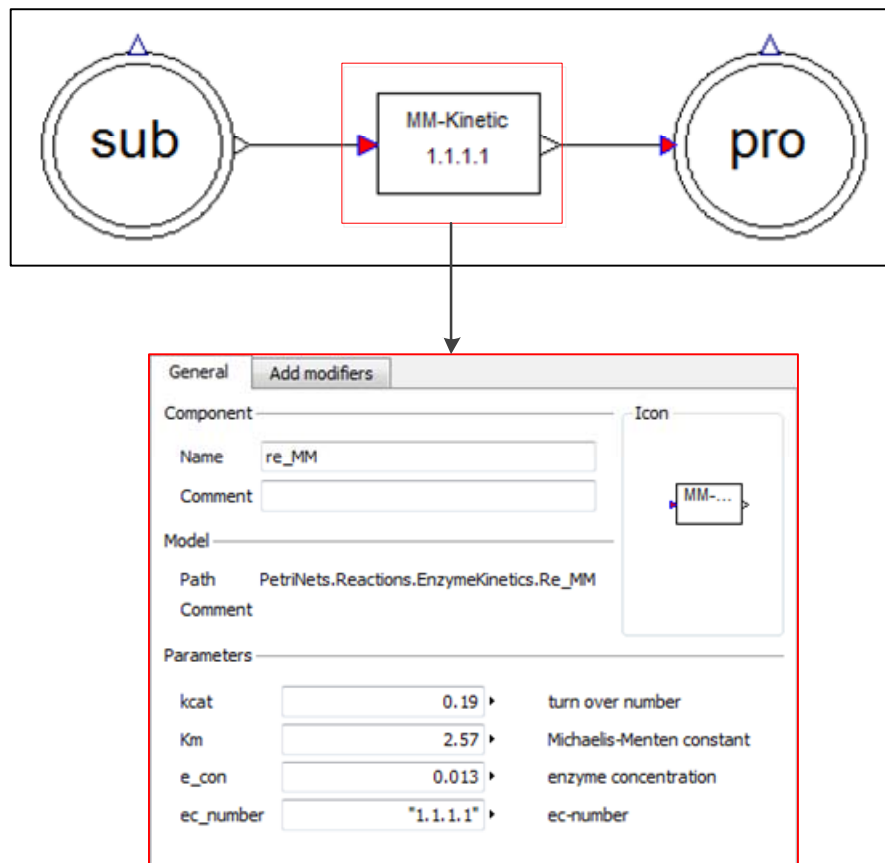 sub
MM-Kinetic
1.1.1.1
pro
General
Add modifiers
Component
Icon
Name re_MM
Comment
MM-...
Model
Path PetriNets.Reactions.EnzymeKinetics.Re_MM
Comment
Parameters
kcat 0.19 turn over number
Km 2.57 Michaelis-Menten constant
e_con 0.013 enzyme concentration
ec_number "1.1.1.1" ec-number